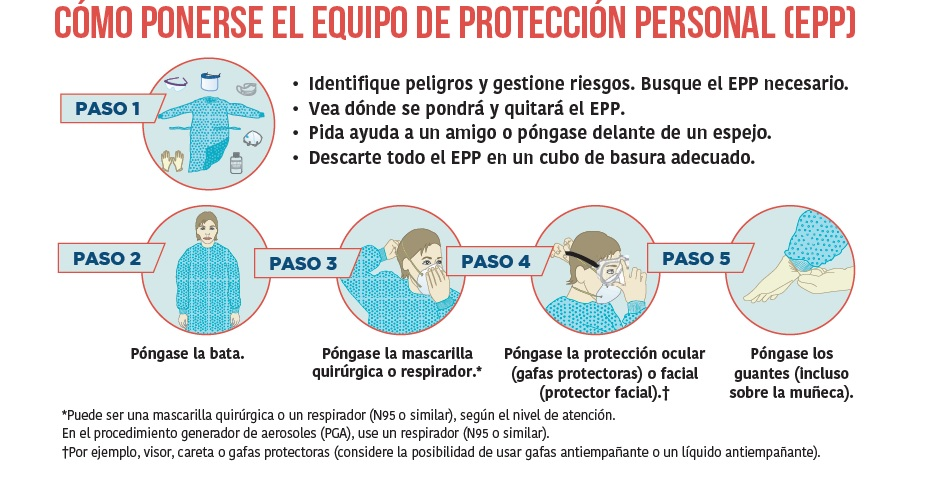 CÓMO PONERSE EL EQUIPO DE PROTECCIÓN PERSONAL (EPP)
PASO 1
• Identifique peligros y gestione riesgos. Busque el EPP necesario.
• Vea dónde se pondrá y quitará el EPP.
• Pida ayuda a un amigo o póngase delante de un espejo.
• Descarte todo el EPP en un cubo de basura adecuado.
PASO 2
Póngase la bata.
PASO 3
Póngase la mascarilla
quirúrgica o respirador.*
PASO 4
Póngase la protección ocular
(gafas protectoras) o facial
(protector facial).†
PASO 5
Póngase los
guantes (incluso
sobre la muñeca).
*Puede ser una mascarilla quirúrgica o un respirador (N95 o similar), según el nivel de atención.
En el procedimiento generador de aerosoles (PGA), use un respirador (N95 o similar).
†Por ejemplo, visor, careta o gafas protectoras (considere la posibilidad de usar gafas antiempañante o un líquido antiempañante).